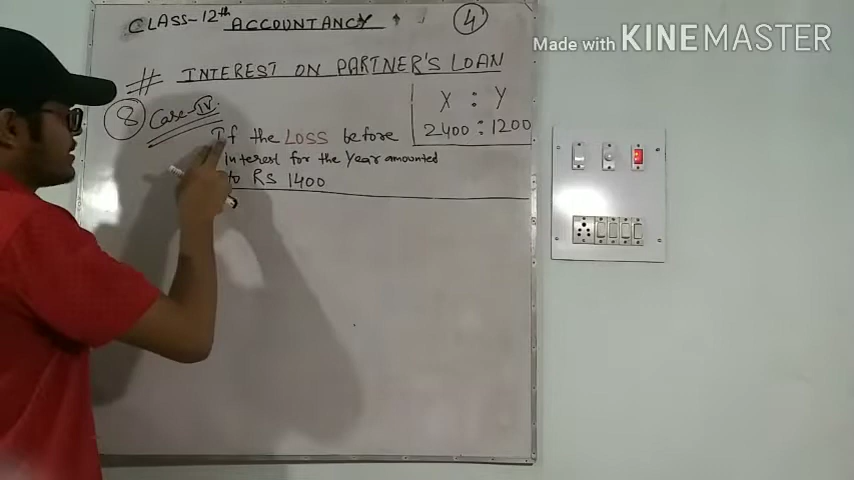 CLASS-12th ACCOUNTANCY
4
Made with KINEMASTER
# INTEREST ON PARTNER'S LOAN
8 Case-IV.
X : Y
2400 : 1200
If the LOSS before
interest for the Year amounted
to RS 1400